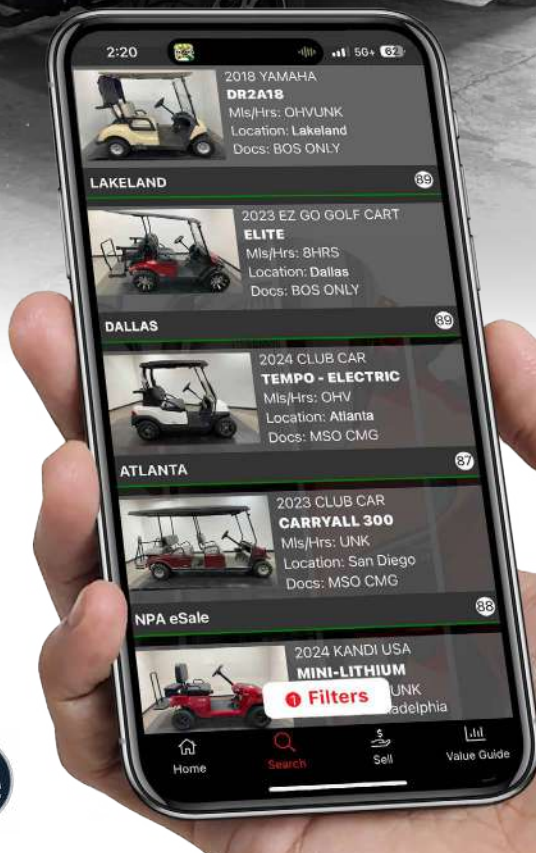 2:20
5G+ 62
2018 YAMAHA
DR2A18
Mls/Hrs: OHVUNK
Location: Lakeland
Docs: BOS ONLY
LAKELAND 89
2023 EZ GO GOLF CART
ELITE
Mls/Hrs: 8HRS
Location: Dallas
Docs: BOS ONLY
DALLAS 89
2024 CLUB CAR
TEMPO - ELECTRIC
Mls/Hrs: OHV
Location: Atlanta
Docs: MSO CMG
ATLANTA 87
2023 CLUB CAR
CARRYALL 300
Mls/Hrs: UNK
Location: San Diego
Docs: MSO CMG
NPA eSale 88
2024 KANDI USA
MINI-LITHIUM
UNK
adelphia
1 Filters
Home
Search
Sell
Value Guide